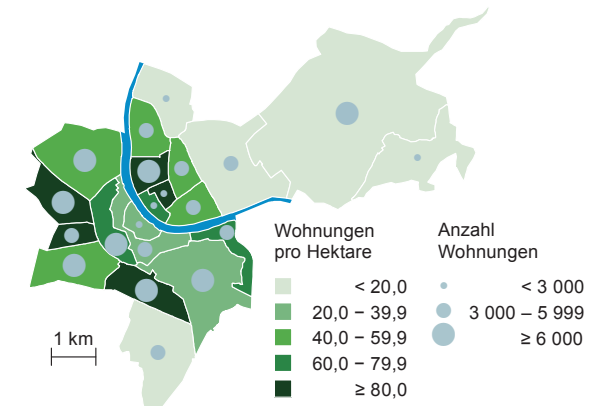 Wohnungen
pro Hektare
< 20,0
20,0 – 39,9
40,0 – 59,9
60,0 – 79,9
≥ 80,0
Anzahl
Wohnungen
< 3 000
3 000 – 5 999
≥ 6 000
1 km